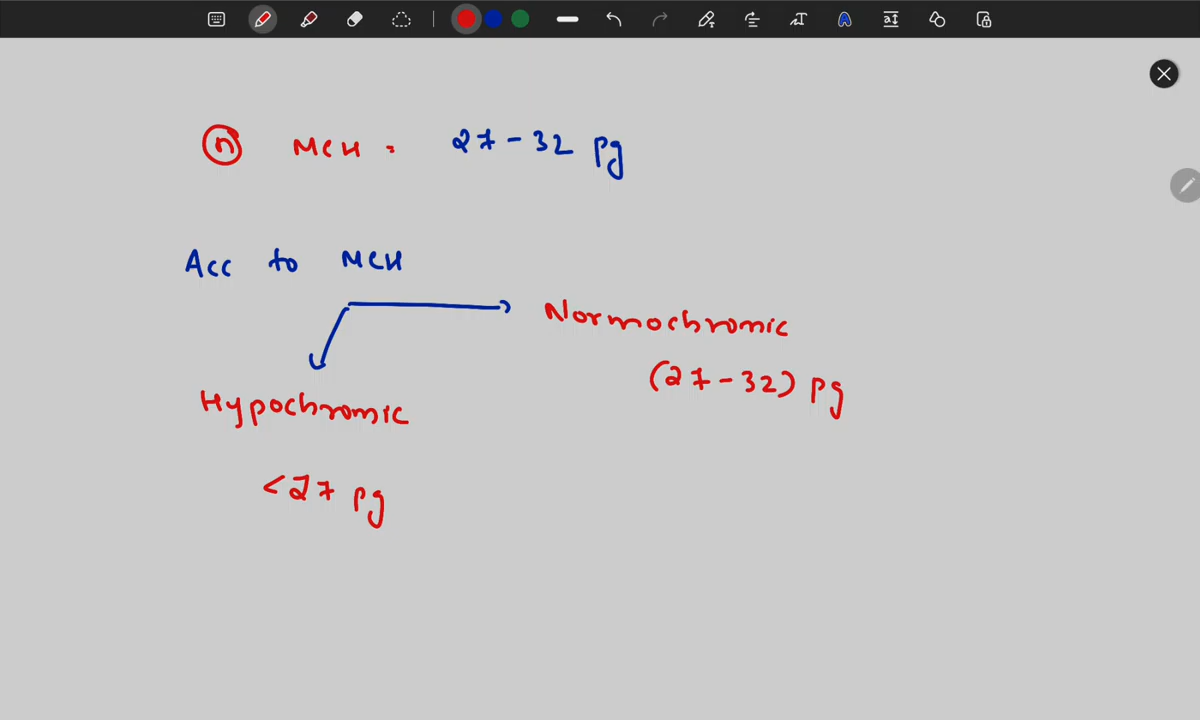 n MCH = 27 - 32 pg
Acc to MCH
Normochromic
(27 - 32) pg
Hypochromic
< 27 pg